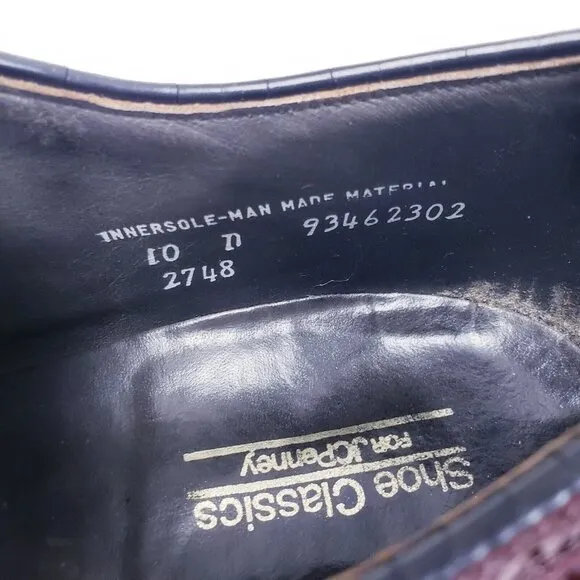 INNERSOLE-MAN MADE MATERIAL
10 D 93462302
2748
Shoe Classics
FOR JCPenney